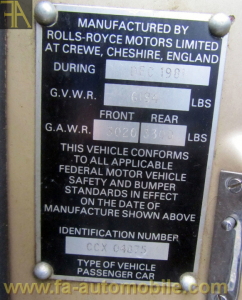 MANUFACTURED BY
ROLLS-ROYCE MOTORS LIMITED
AT CREWE, CHESHIRE, ENGLAND
DURING
G.V.W.R. LBS
FRONT REAR
G.A.W.R. LBS
THIS VEHICLE CONFORMS
TO ALL APPLICABLE
FEDERAL MOTOR VEHICLE
SAFETY AND BUMPER
STANDARDS IN EFFECT
ON THE DATE OF
MANUFACTURE SHOWN ABOVE
IDENTIFICATION NUMBER
TYPE OF VEHICLE
PASSENGER CAR
www.fa-automobile.com